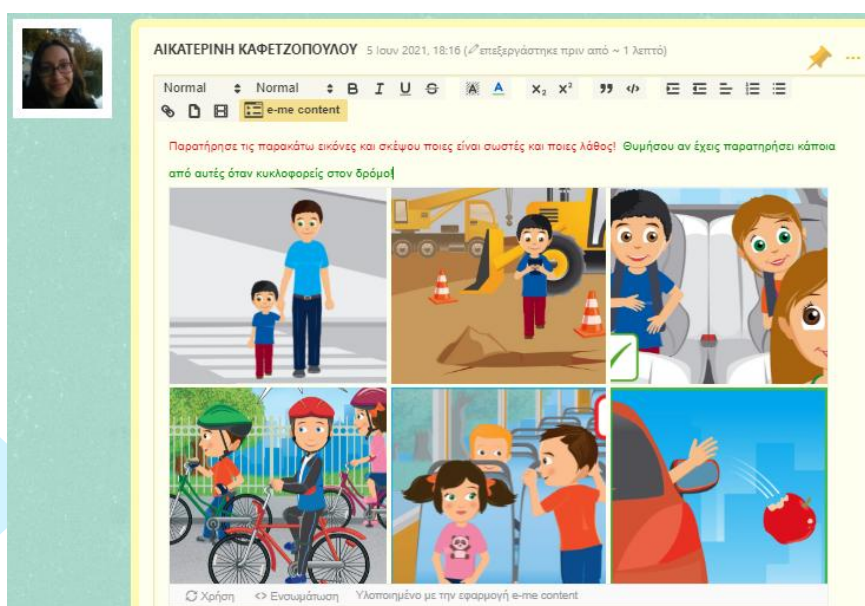 ΑΙΚΑΤΕΡΙΝΗ ΚΑΦΕΤΖΟΠΟΥΛΟΥ 5 Ιουν 2021, 18:16 (επεξεργάστηκε πριν από ~ 1 λεπτό)
Normal Normal B I U S A A X₂ X² ” </>
e-me content
Παρατήρησε τις παρακάτω εικόνες και σκέψου ποιες είναι σωστές και ποιες λάθος! Θυμήσου αν έχεις παρατηρήσει κάποια
από αυτές όταν κυκλοφορείς στον δρόμο!
Χρήση <> Ενσωμάτωση Υλοποιημένο με την εφαρμογή e-me content